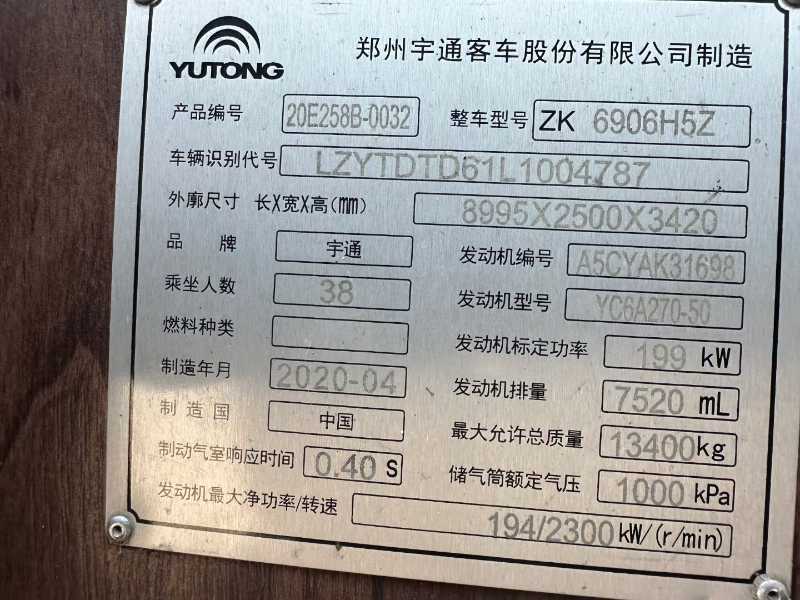 YUTONG 郑州宇通客车股份有限公司制造
产品编号 20E258B-0032 整车型号 ZK 6906H5Z
车辆识别代号 LZYTDTD61L1004787
外廓尺寸 长X宽X高(mm) 8995X2500X3420
品 牌 宇通 发动机编号 A5CYAK31698
乘坐人数 38 发动机型号 YC6A270-50
燃料种类 发动机标定功率 199 kW
制造年月 2020-04 发动机排量 7520 mL
制造国 中国 最大允许总质量 13400kg
制动气室响应时间 0.40 S 储气筒额定气压 1000 kPa
发动机最大净功率/转速 194/2300kW/(r/min)